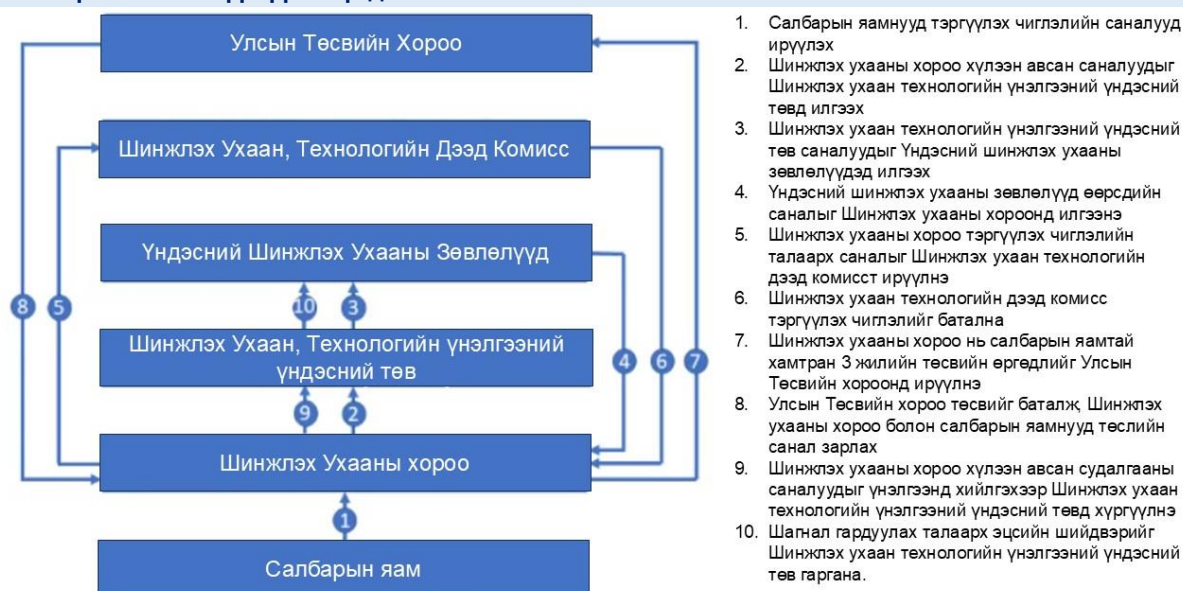 Улсын Төсвийн Хороо
Шинжлэх Ухаан, Технологийн Дээд Комисс
Үндэсний Шинжлэх Ухааны Зөвлөлүүд
8
5
10
3
Шинжлэх Ухаан, Технологийн үнэлгээний
үндэсний төв
4
6
7
9
2
Шинжлэх Ухааны хороо
1
Салбарын яам
1. Салбарын яамнууд тэргүүлэх чиглэлийн саналууд
ирүүлэх
2. Шинжлэх ухааны хороо хүлээн авсан саналуудыг
Шинжлэх ухаан технологийн үнэлгээний үндэсний
төвд илгээх
3. Шинжлэх ухаан технологийн үнэлгээний үндэсний
төв саналуудыг Үндэсний шинжлэх ухааны
зөвлөлүүдэд илгээх
4. Үндэсний шинжлэх ухааны зөвлөлүүд өөрсдийн
саналыг Шинжлэх ухааны хороонд илгээнэ
5. Шинжлэх ухааны хороо тэргүүлэх чиглэлийн
талаарх саналыг Шинжлэх ухаан технологийн
дээд комисст ирүүлнэ
6. Шинжлэх ухаан технологийн дээд комисс
тэргүүлэх чиглэлийг батална
7. Шинжлэх ухааны хороо нь салбарын яамтай
хамтран 3 жилийн төсвийн өргөдлийг Улсын
Төсвийн хороонд ирүүлнэ
8. Улсын Төсвийн хороо төсвийг баталж, Шинжлэх
ухааны хороо болон салбарын яамнууд төслийн
санал зарлах
9. Шинжлэх ухааны хороо хүлээн авсан судалгааны
саналуудыг үнэлгээнд хийлгэхээр Шинжлэх ухаан
технологийн үнэлгээний үндэсний төвд хүргүүлнэ
10. Шагнал гардуулах талаарх эцсийн шийдвэрийг
Шинжлэх ухаан технологийн үнэлгээний үндэсний
төв гаргана.